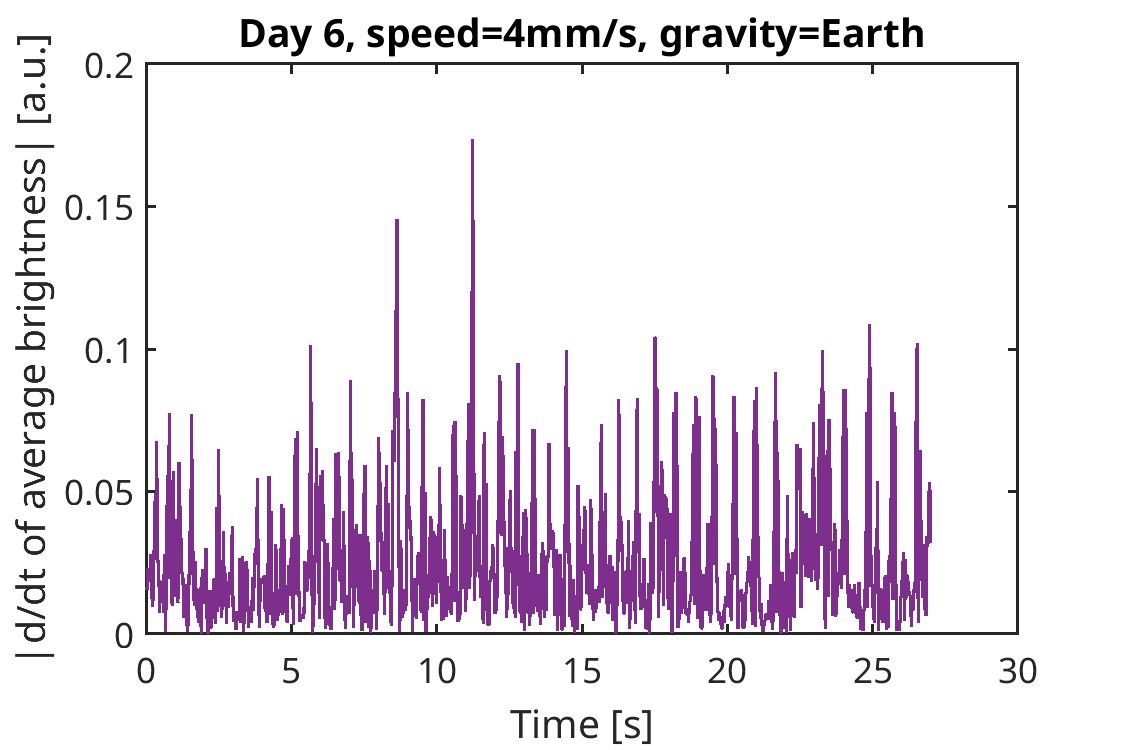 Day 6, speed=4mm/s, gravity=Earth
|d/dt of average brightness| [a.u.]
0.2
0.15
0.1
0.05
0
0 5 10 15 20 25 30
Time [s]